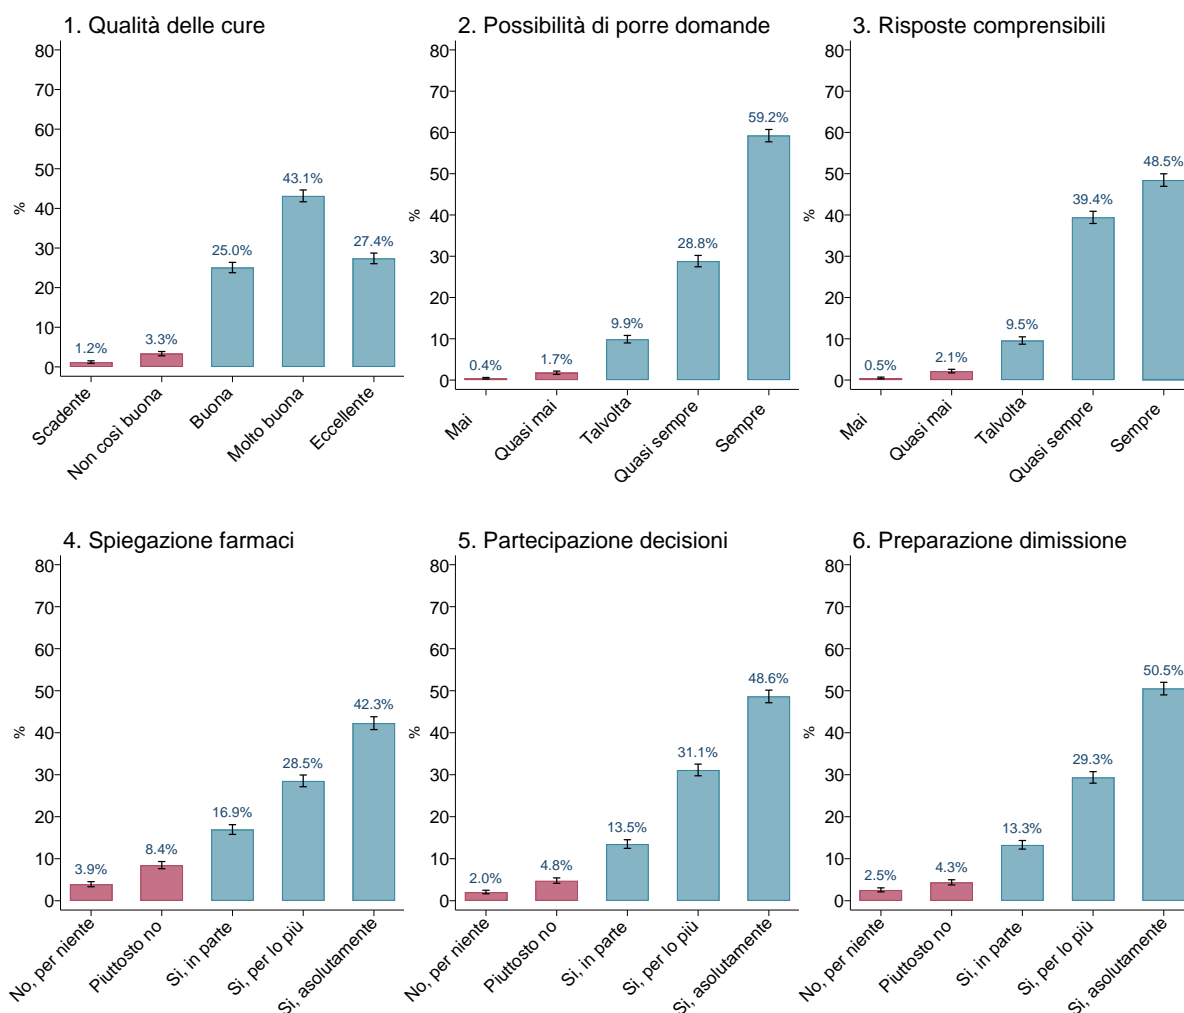 1. Qualità delle cure
80
70
60
50
40
30
20
10
0
%
1.2%
3.3%
25.0%
43.1%
27.4%
Scadente
Non così buona
Buona
Molto buona
Eccellente
2. Possibilità di porre domande
80
70
60
50
40
30
20
10
0
%
0.4%
1.7%
9.9%
28.8%
59.2%
Mai
Quasi mai
Talvolta
Quasi sempre
Sempre
3. Risposte comprensibili
80
70
60
50
40
30
20
10
0
%
0.5%
2.1%
9.5%
39.4%
48.5%
Mai
Quasi mai
Talvolta
Quasi sempre
Sempre
4. Spiegazione farmaci
80
70
60
50
40
30
20
10
0
%
3.9%
8.4%
16.9%
28.5%
42.3%
No, per niente
Piuttosto no
Si, in parte
Si, per lo più
Si, asolutamente
5. Partecipazione decisioni
80
70
60
50
40
30
20
10
0
%
2.0%
4.8%
13.5%
31.1%
48.6%
No, per niente
Piuttosto no
Si, in parte
Si, per lo più
Si, asolutamente
6. Preparazione dimissione
80
70
60
50
40
30
20
10
0
%
2.5%
4.3%
13.3%
29.3%
50.5%
No, per niente
Piuttosto no
Si, in parte
Si, per lo più
Si, asolutamente